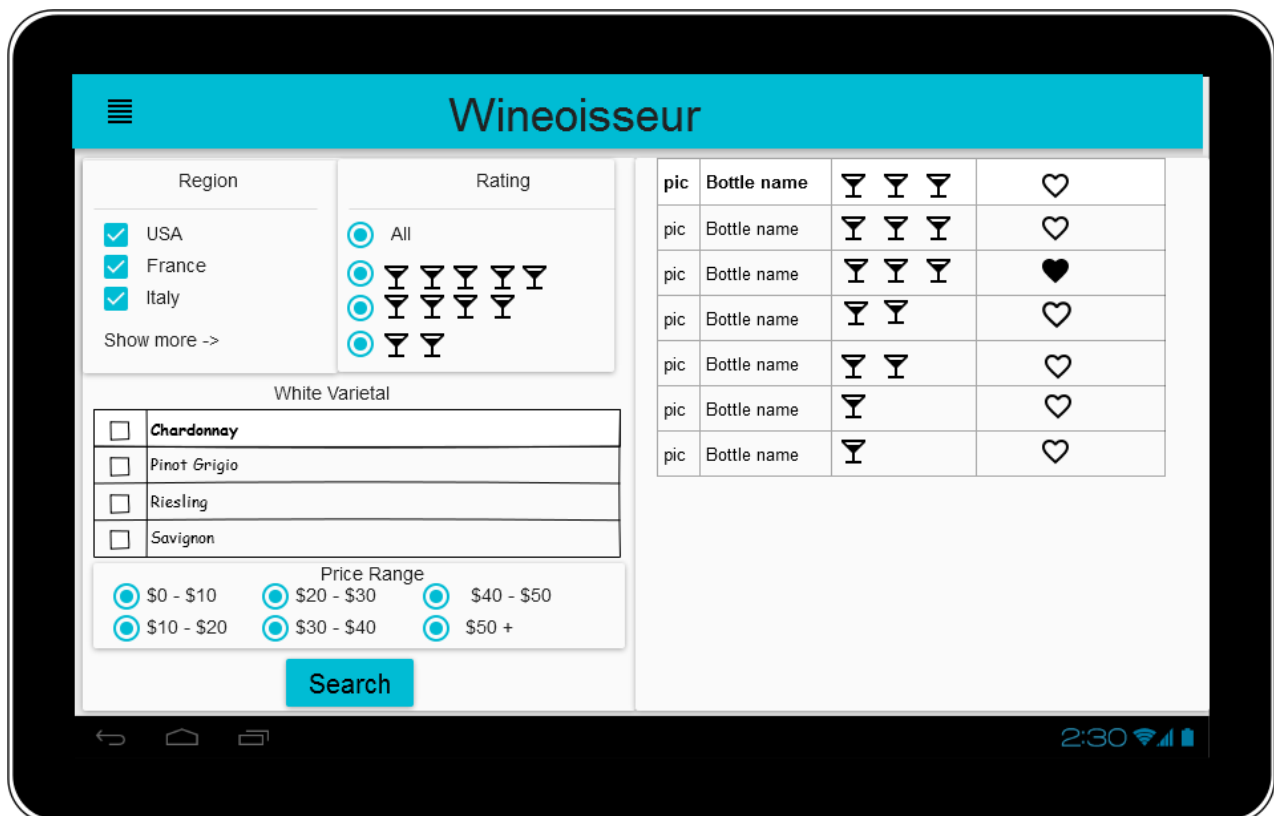 Wineoisseur
Region
USA
France
Italy
Show more ->
Rating
All
White Varietal
Chardonnay
Pinot Grigio
Riesling
Savignon
Price Range
$0 - $10 $20 - $30 $40 - $50
$10 - $20 $30 - $40 $50 +
Search
pic Bottle name
pic Bottle name
pic Bottle name
pic Bottle name
pic Bottle name
pic Bottle name
pic Bottle name
2:30